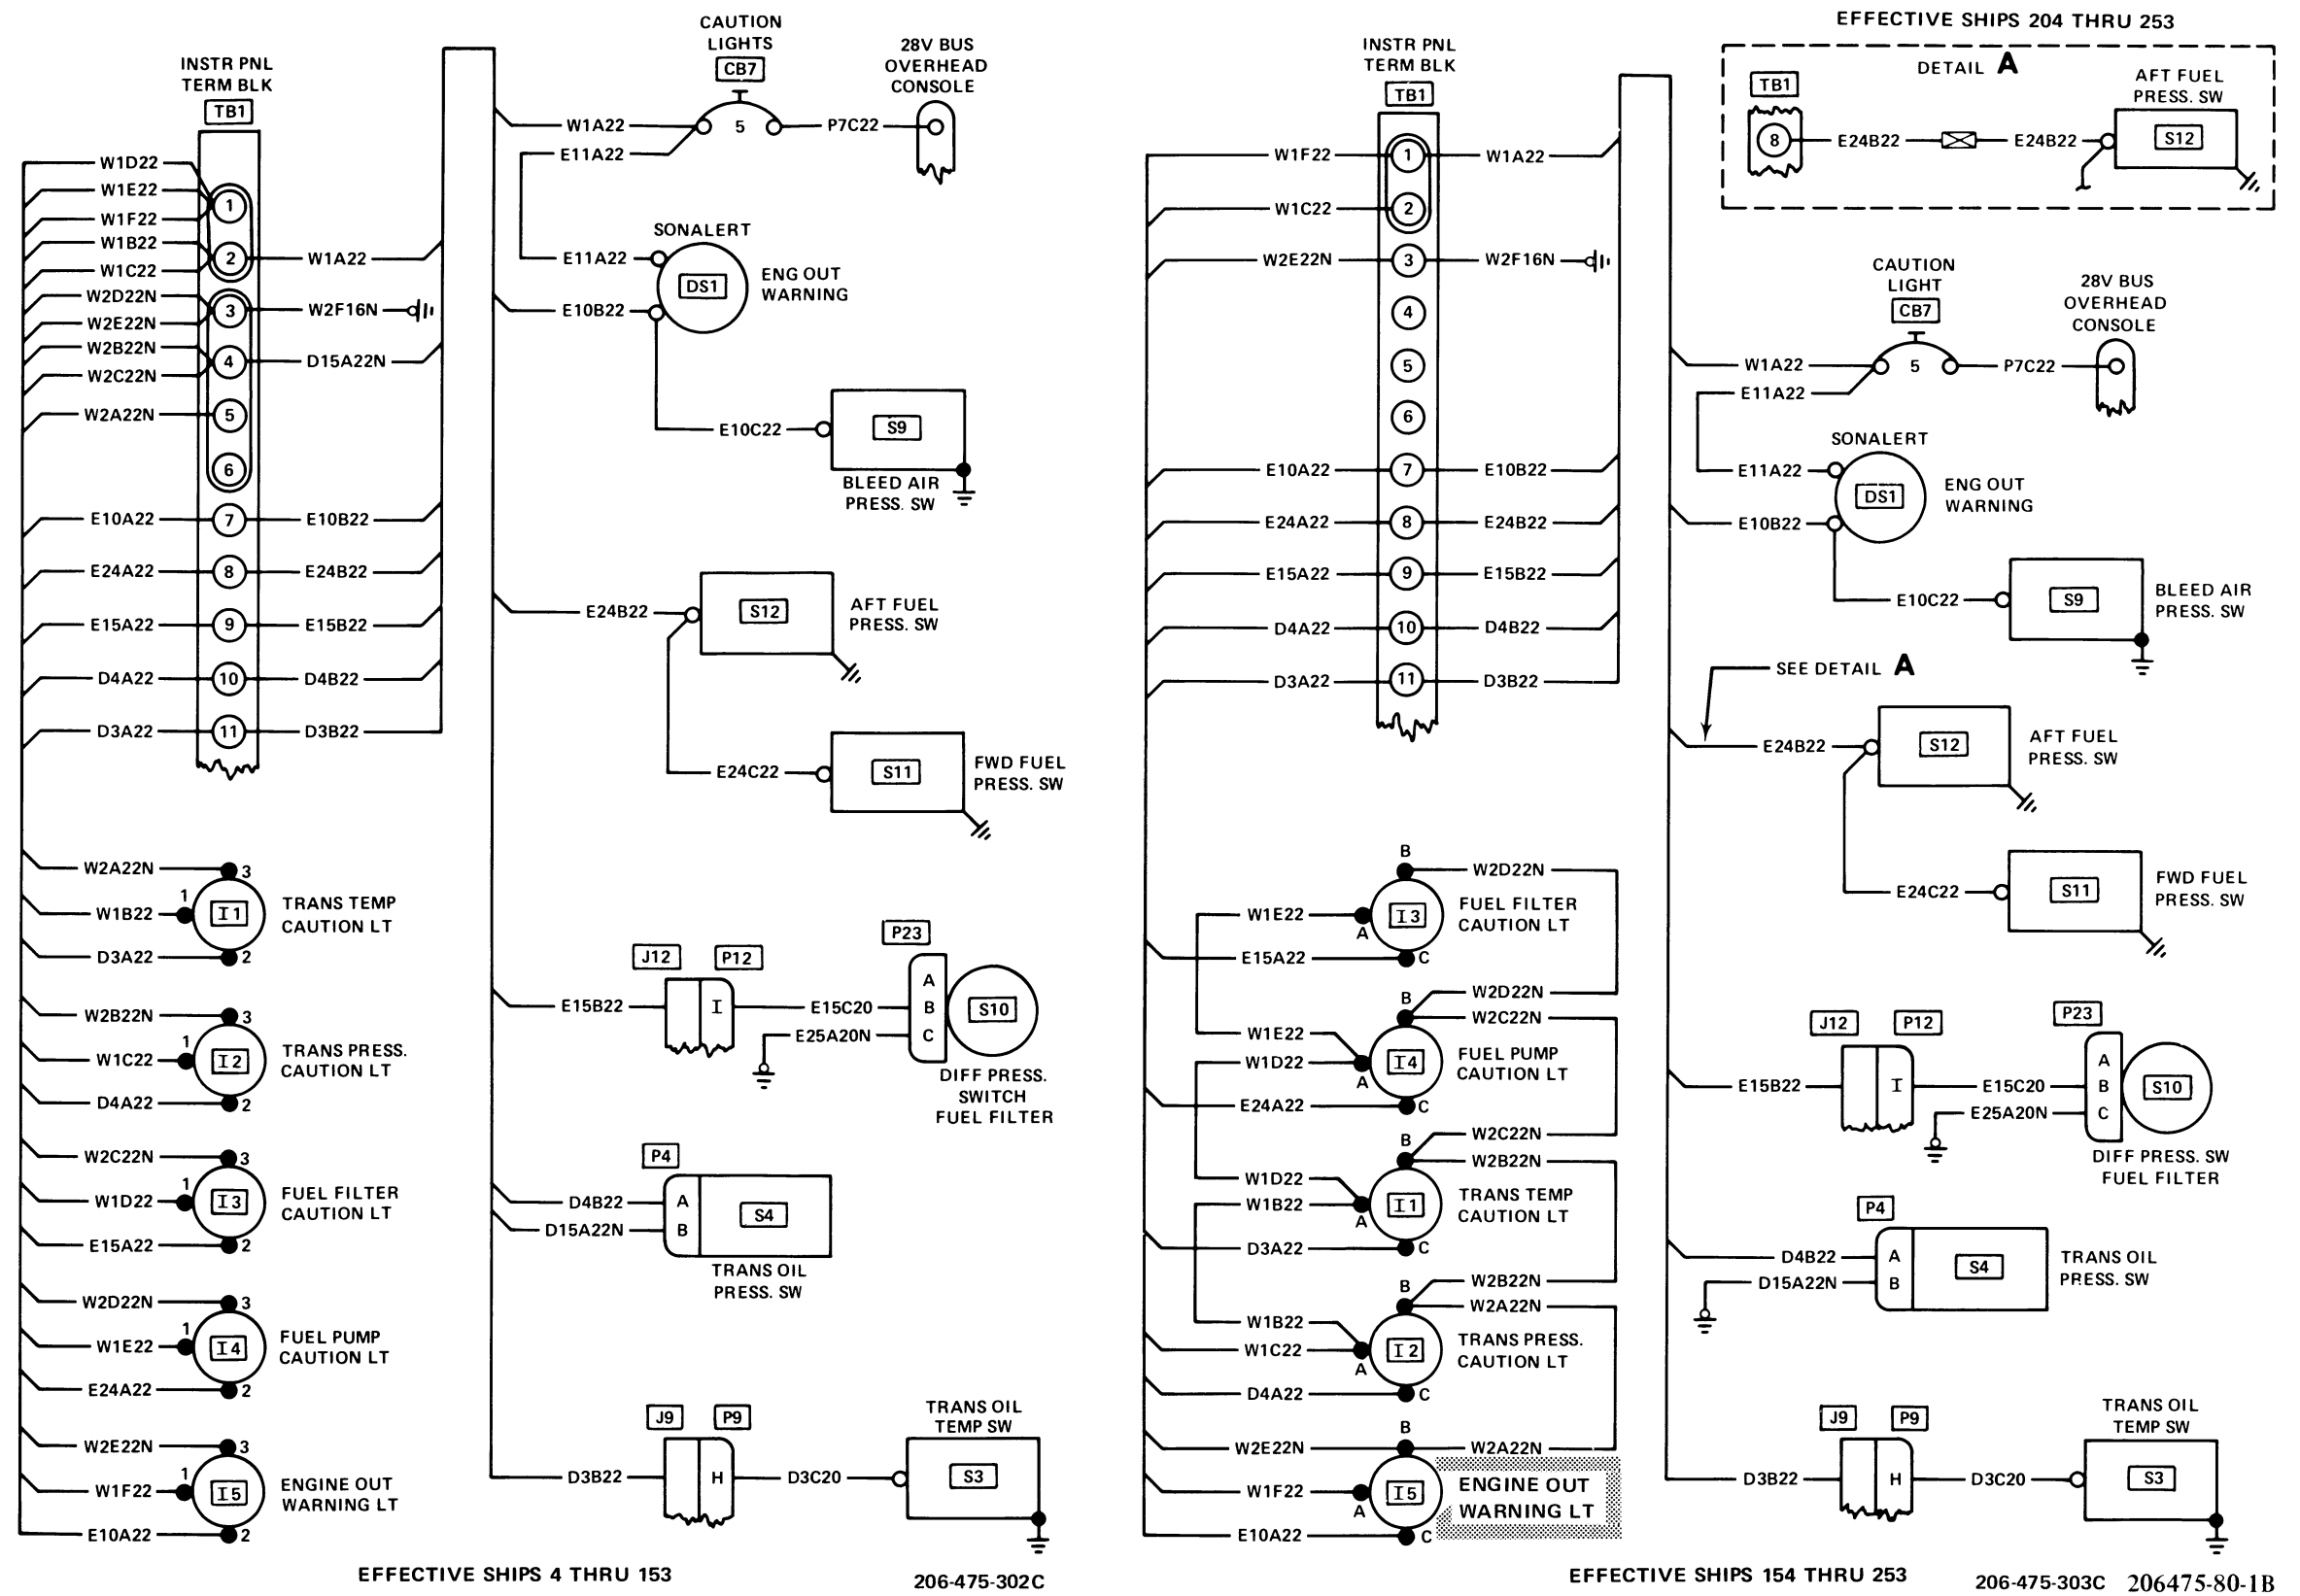 CAUTION
LIGHTS
CB7
28V BUS
OVERHEAD
CONSOLE
INSTR PNL
TERM BLK
TB1
W1D22
W1E22
W1F22
W1B22
W1C22
W2D22N
W2E22N
W2B22N
W2C22N
W2A22N
E10A22
E24A22
E15A22
D4A22
D3A22
1
2
3
4
5
6
7
8
9
10
11
W1A22
W2F16N
D15A22N
E10B22
E24B22
E15B22
D4B22
D3B22
W1A22
5
P7C22
E11A22
SONALERT
E11A22
DS1
ENG OUT
WARNING
E10B22
E10C22
S9
BLEED AIR
PRESS. SW
E24B22
S12
AFT FUEL
PRESS. SW
E24C22
S11
FWD FUEL
PRESS. SW
W2A22N
3
1
W1B22
I1
TRANS TEMP
CAUTION LT
D3A22
2
W2B22N
3
1
W1C22
I2
TRANS PRESS.
CAUTION LT
D4A22
2
W2C22N
3
1
W1D22
I3
FUEL FILTER
CAUTION LT
E15A22
2
W2D22N
3
1
W1E22
I4
FUEL PUMP
CAUTION LT
E24A22
2
W2E22N
3
1
W1F22
I5
ENGINE OUT
WARNING LT
E10A22
2
J12
P12
P23
E15B22
I
E15C20
E25A20N
A
B
C
S10
DIFF PRESS.
SWITCH
FUEL FILTER
P4
D4B22
A
D15A22N
B
S4
TRANS OIL
PRESS. SW
J9
P9
TRANS OIL
TEMP SW
D3B22
H
D3C20
S3
EFFECTIVE SHIPS 4 THRU 153
206-475-302C
INSTR PNL
TERM BLK
TB1
W1F22
1
W1A22
W1C22
2
W2E22N
3
W2F16N
4
5
6
E10A22
7
E10B22
E24A22
8
E24B22
E15A22
9
E15B22
D4A22
10
D4B22
D3A22
11
D3B22
EFFECTIVE SHIPS 204 THRU 253
DETAIL A
TB1
8
E24B22
E24B22
AFT FUEL
PRESS. SW
S12
CAUTION
LIGHT
CB7
28V BUS
OVERHEAD
CONSOLE
W1A22
5
P7C22
E11A22
SONALERT
E11A22
DS1
ENG OUT
WARNING
E10B22
E10C22
S9
BLEED AIR
PRESS. SW
SEE DETAIL A
E24B22
S12
AFT FUEL
PRESS. SW
E24C22
S11
FWD FUEL
PRESS. SW
B
W2D22N
W1E22
A
I3
FUEL FILTER
CAUTION LT
E15A22
C
B
W2D22N
W2C22N
W1E22
W1D22
A
I4
FUEL PUMP
CAUTION LT
E24A22
C
B
W2C22N
W2B22N
W1D22
W1B22
A
I1
TRANS TEMP
CAUTION LT
D3A22
C
B
W2B22N
W2A22N
W1B22
W1C22
A
I2
TRANS PRESS.
CAUTION LT
D4A22
C
B
W2E22N
W2A22N
W1F22
A
I5
ENGINE OUT
WARNING LT
E10A22
C
J12
P12
P23
E15B22
I
E15C20
E25A20N
A
B
C
S10
DIFF PRESS. SW
FUEL FILTER
P4
D4B22
A
D15A22N
B
S4
TRANS OIL
PRESS. SW
J9
P9
TRANS OIL
TEMP SW
D3B22
H
D3C20
S3
EFFECTIVE SHIPS 154 THRU 253
206-475-303C
206475-80-1B